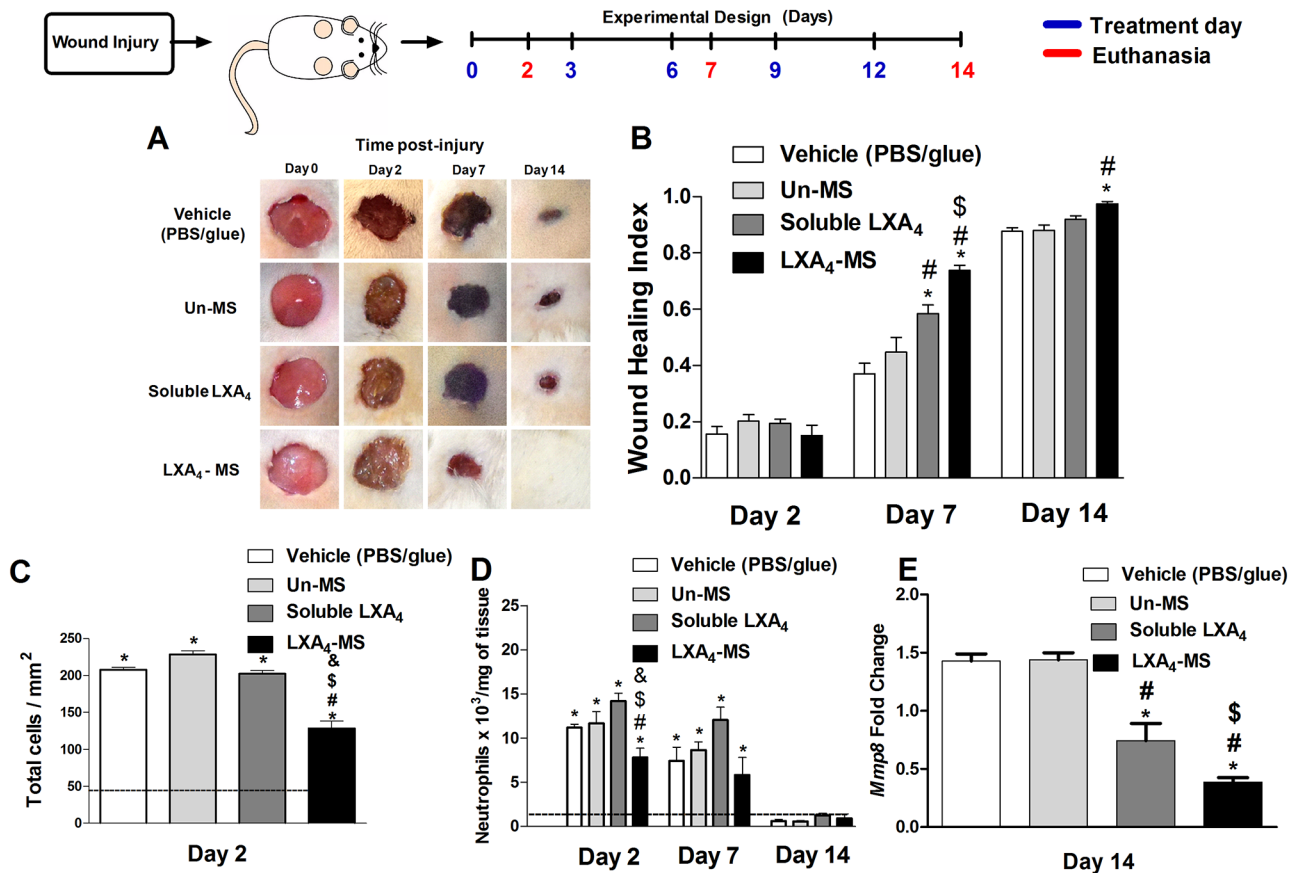 Wound Injury
Experimental Design (Days)
0 2 3 6 7 9 12 14
Treatment day
Euthanasia
A
Time post-injury
Day 0 Day 2 Day 7 Day 14
Vehicle
(PBS/glue)
Un-MS
Soluble LXA4
LXA4- MS
B
Vehicle (PBS/glue)
Un-MS
Soluble LXA4
LXA4-MS
Wound Healing Index
1.0
0.8
0.6
0.4
0.2
0.0
#
*
$
#
*
#
*
Day 2 Day 7 Day 14
C
Vehicle (PBS/glue)
Un-MS
Soluble LXA4
LXA4-MS
Total cells / mm2
250
200
150
100
50
0
* * *
&
$
#
*
Day 2
D
Vehicle (PBS/glue)
Un-MS
Soluble LXA4
LXA4-MS
Neutrophils x 103/mg of tissue
25
20
15
10
5
0
* * *
&
$
#
*
* * * *
Day 2 Day 7 Day 14
E
Vehicle (PBS/glue)
Un-MS
Soluble LXA4
LXA4-MS
Mmp8 Fold Change
2.0
1.5
1.0
0.5
0.0
#
*
$
#
*
Day 14